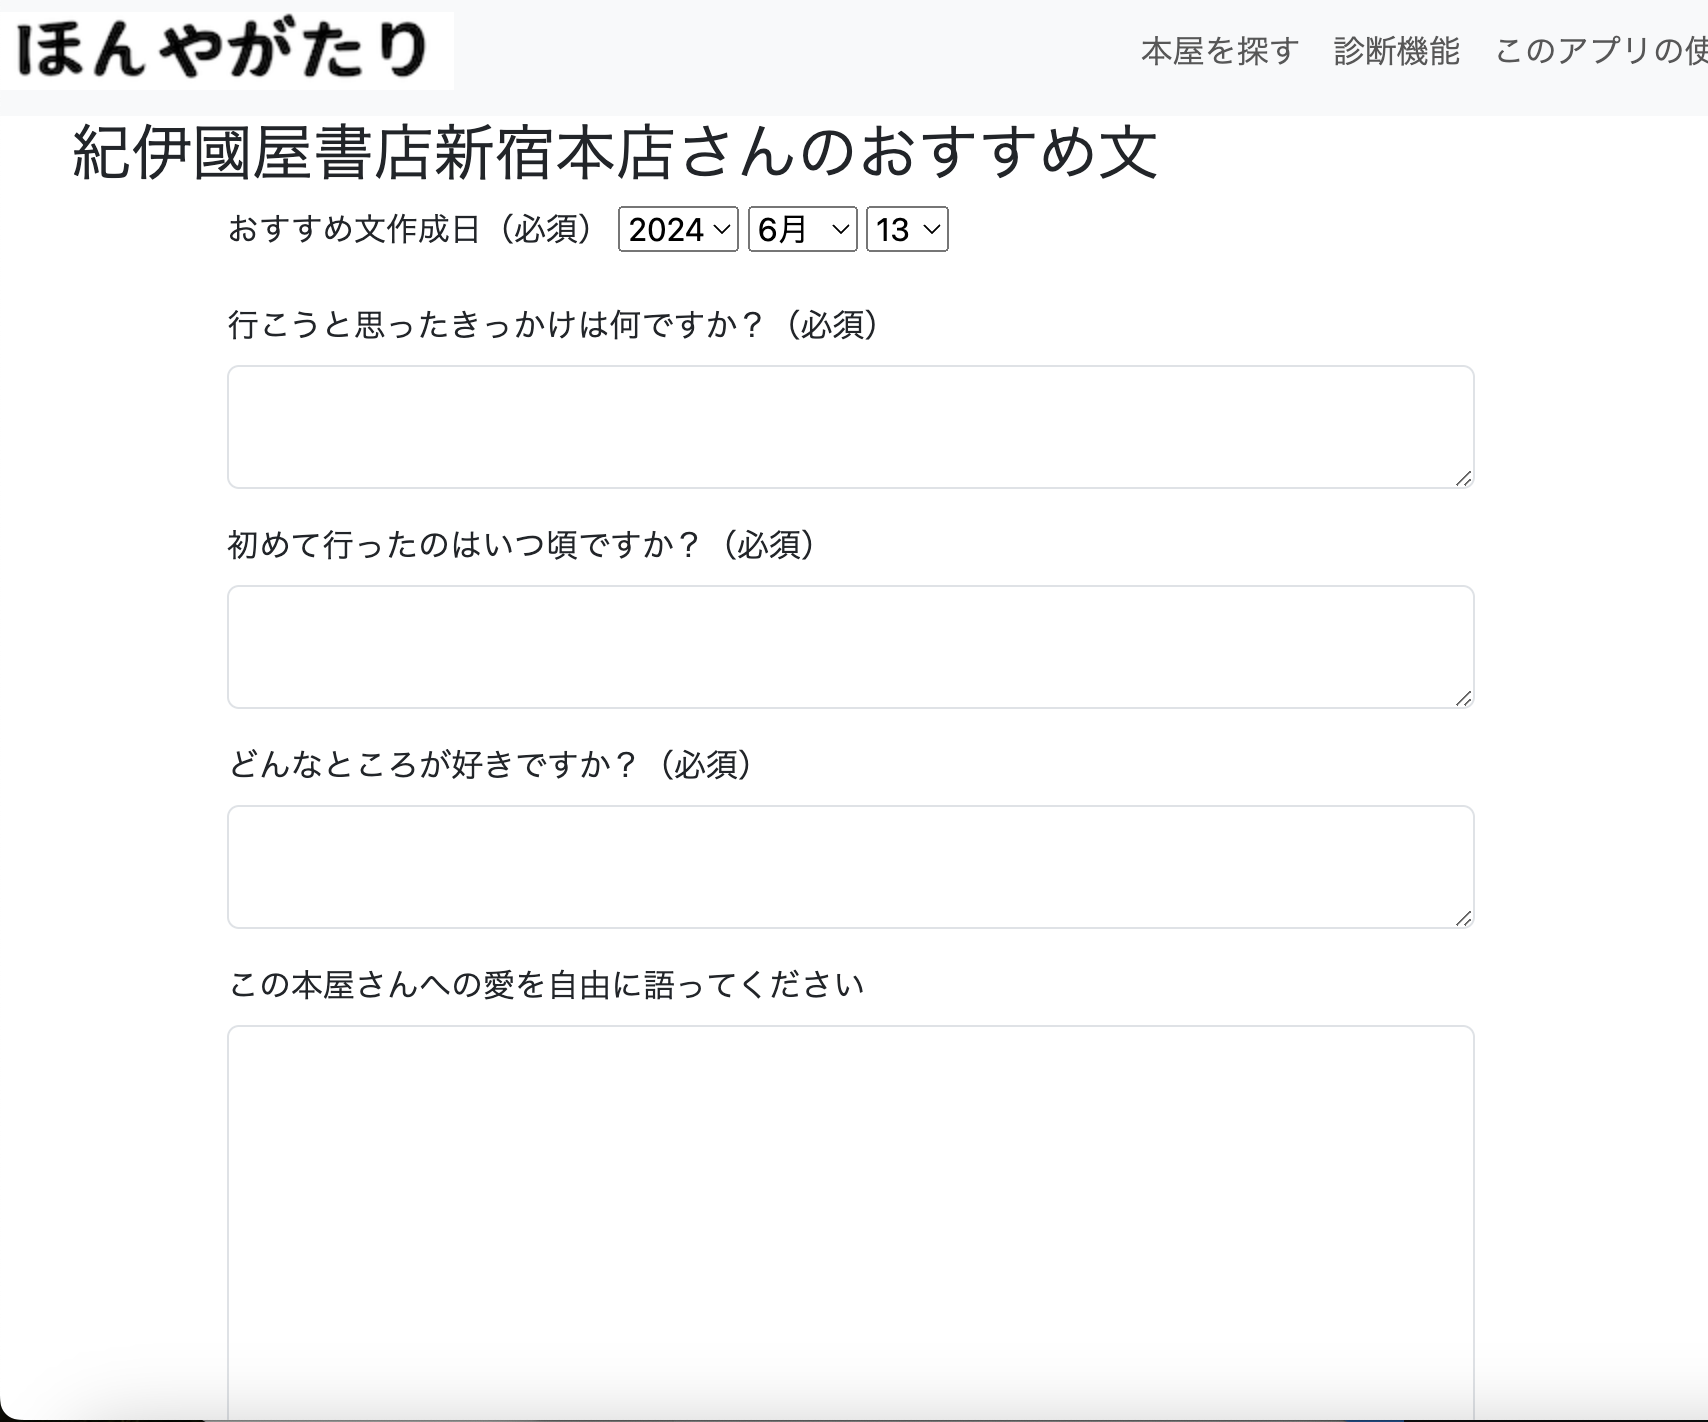 ほんやがたり
本屋を探す 診断機能 このアプリの使
紀伊國屋書店新宿本店さんのおすすめ文
おすすめ文作成日（必須） 2024 6月 13
行こうと思ったきっかけは何ですか？（必須）
初めて行ったのはいつ頃ですか？（必須）
どんなところが好きですか？（必須）
この本屋さんへの愛を自由に語ってください